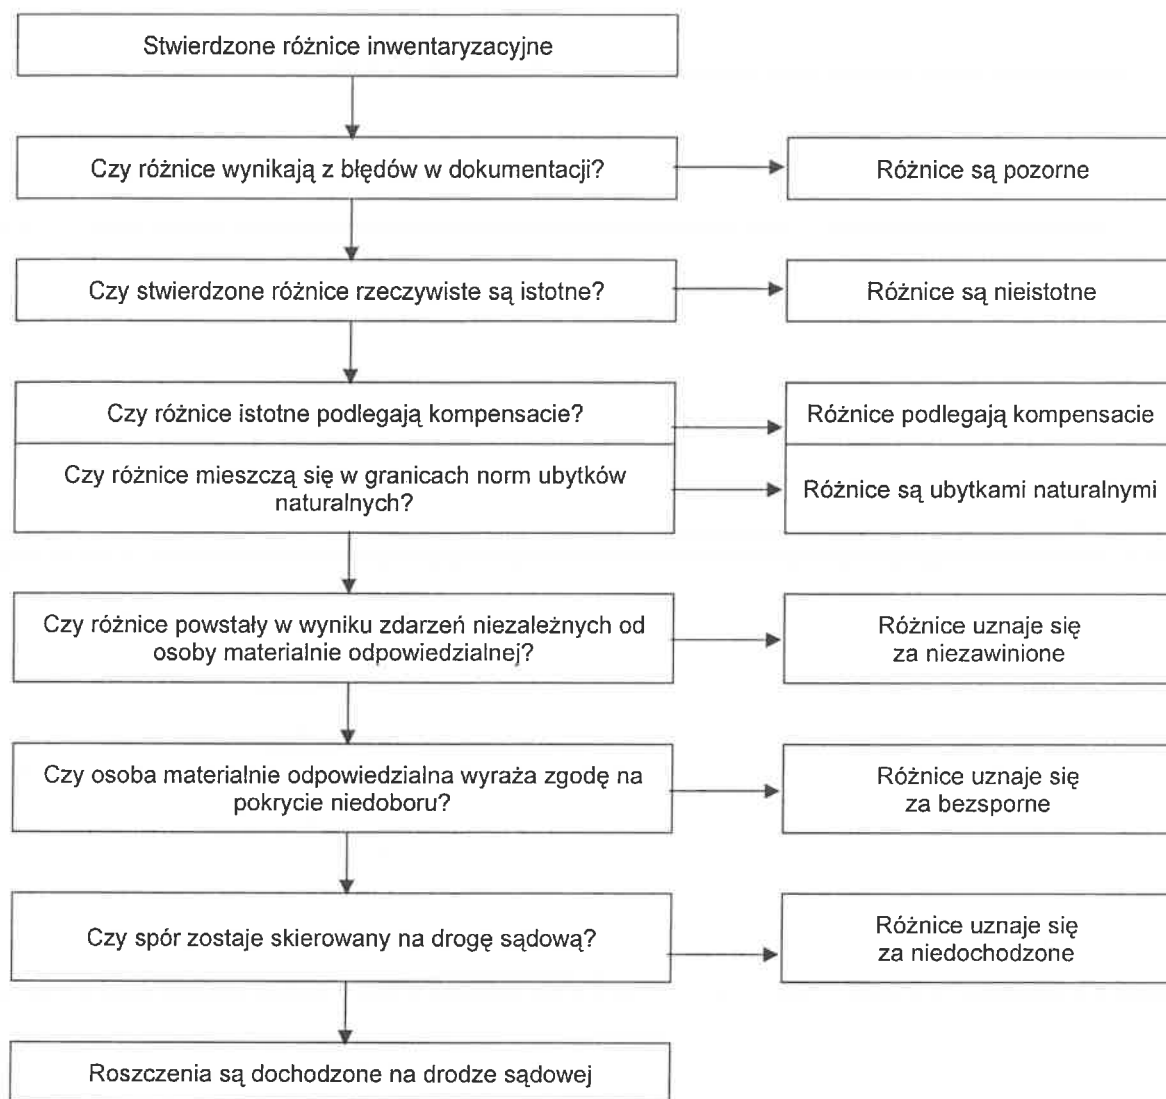 Stwierdzone różnice inwentaryzacyjne
Czy różnice wynikają z błędów w dokumentacji?
Różnice są pozorne
Czy stwierdzone różnice rzeczywiste są istotne?
Różnice są nieistotne
Czy różnice istotne podlegają kompensacie?
Różnice podlegają kompensacie
Czy różnice mieszczą się w granicach norm ubytków
naturalnych?
Różnice są ubytkami naturalnymi
Czy różnice powstały w wyniku zdarzeń niezależnych od
osoby materialnie odpowiedzialnej?
Różnice uznaje się
za niezawinione
Czy osoba materialnie odpowiedzialna wyraża zgodę na
pokrycie niedoboru?
Różnice uznaje się
za bezsporne
Czy spór zostaje skierowany na drogę sądową?
Różnice uznaje się
za niedochodzone
Roszczenia są dochodzone na drodze sądowej